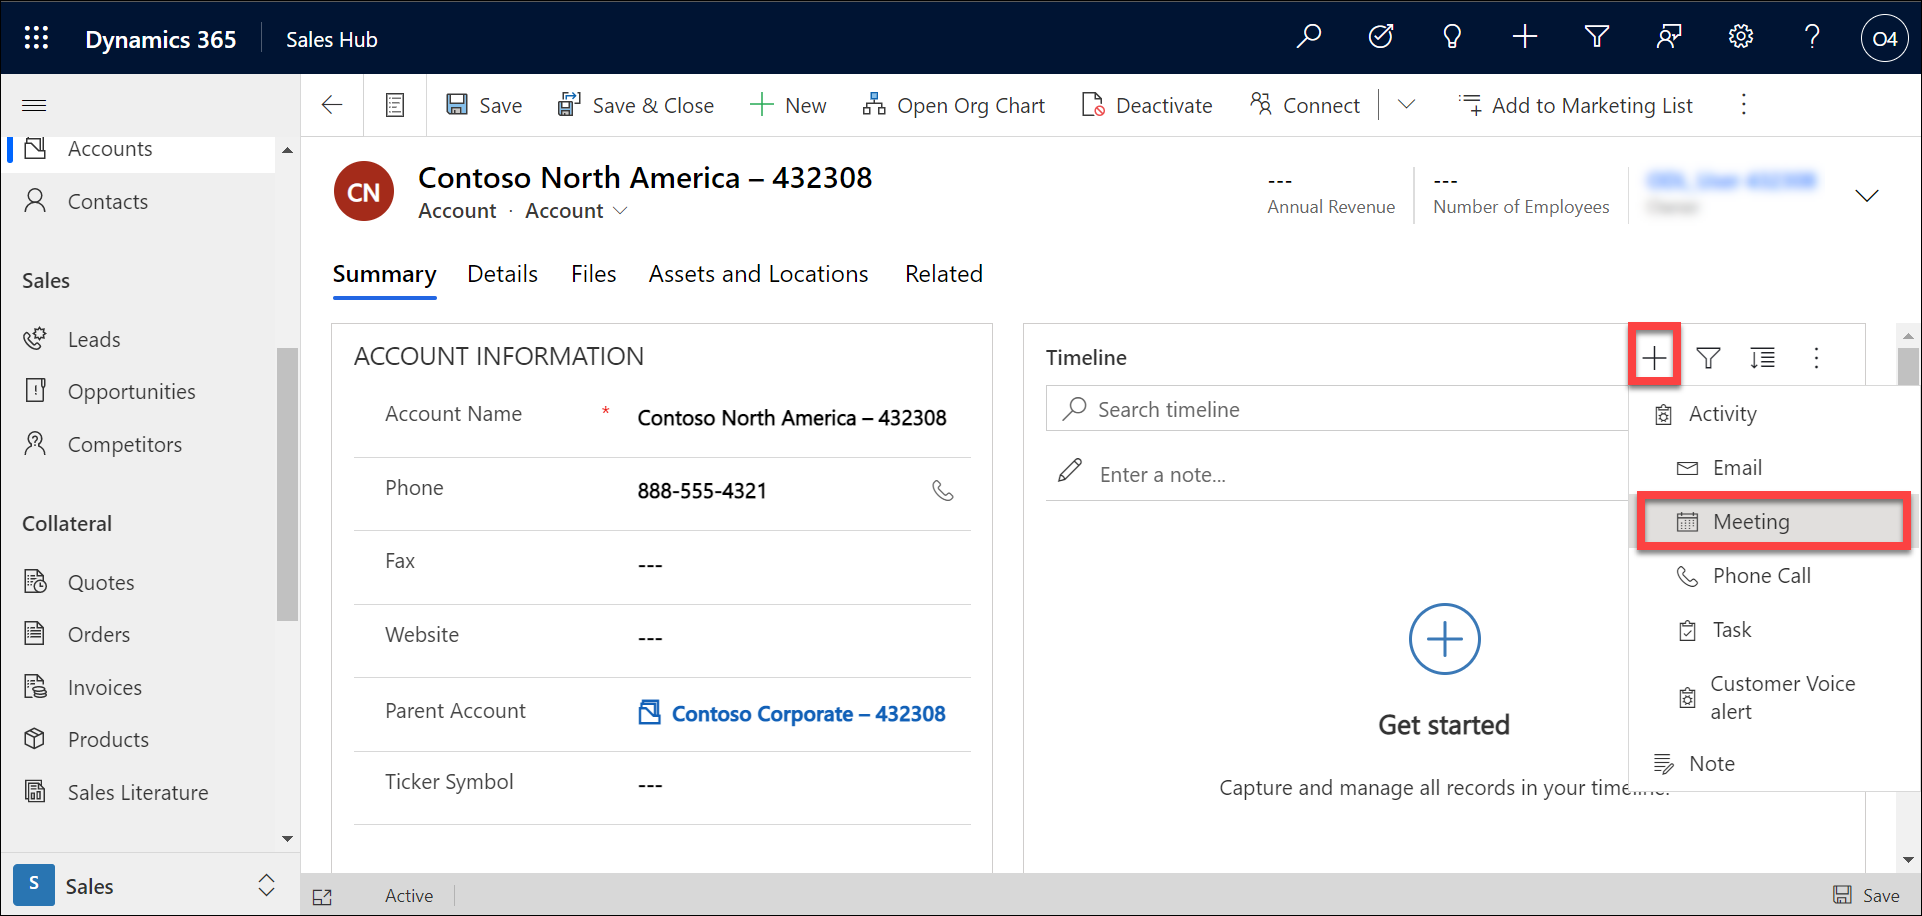 Dynamics 365
Sales Hub
O4
Save
Save & Close
New
Open Org Chart
Deactivate
Connect
Add to Marketing List
Accounts
Contacts
Sales
Leads
Opportunities
Competitors
Collateral
Quotes
Orders
Invoices
Products
Sales Literature
S
Sales
CN
Contoso North America – 432308
Account · Account
---
Annual Revenue
---
Number of Employees
Summary
Details
Files
Assets and Locations
Related
ACCOUNT INFORMATION
Account Name * Contoso North America – 432308
Phone 888-555-4321
Fax ---
Website ---
Parent Account Contoso Corporate – 432308
Ticker Symbol ---
Timeline
Search timeline
Enter a note...
Get started
Capture and manage all records in your timeline.
Activity
Email
Meeting
Phone Call
Task
Customer Voice
alert
Note
Active
Save